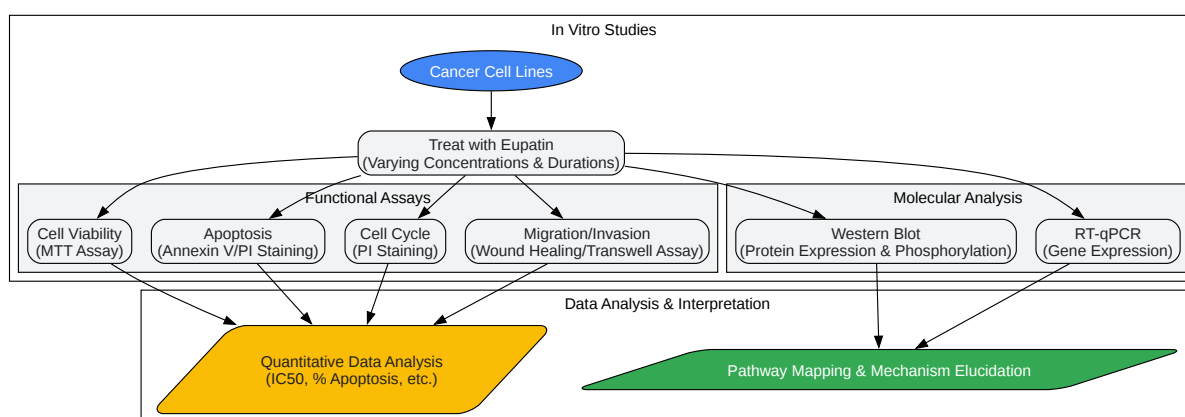 In Vitro Studies
Cancer Cell Lines
Treat with Eupatin
(Varying Concentrations & Durations)
Functional Assays
Molecular Analysis
Cell Viability
(MTT Assay)
Apoptosis
(Annexin V/PI Staining)
Cell Cycle
(PI Staining)
Migration/Invasion
(Wound Healing/Transwell Assay)
Western Blot
(Protein Expression & Phosphorylation)
RT-qPCR
(Gene Expression)
Data Analysis & Interpretation
Quantitative Data Analysis
(IC50, % Apoptosis, etc.)
Pathway Mapping & Mechanism Elucidation